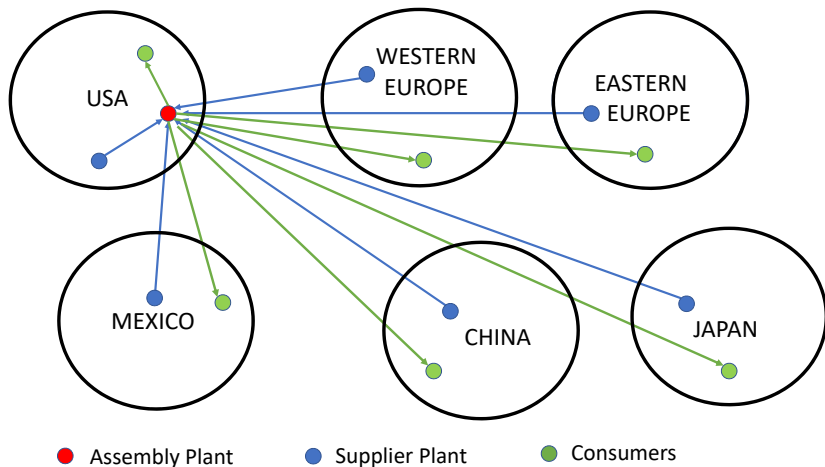 USA
WESTERN
EUROPE
EASTERN
EUROPE
MEXICO
CHINA
JAPAN
Assembly Plant
Supplier Plant
Consumers